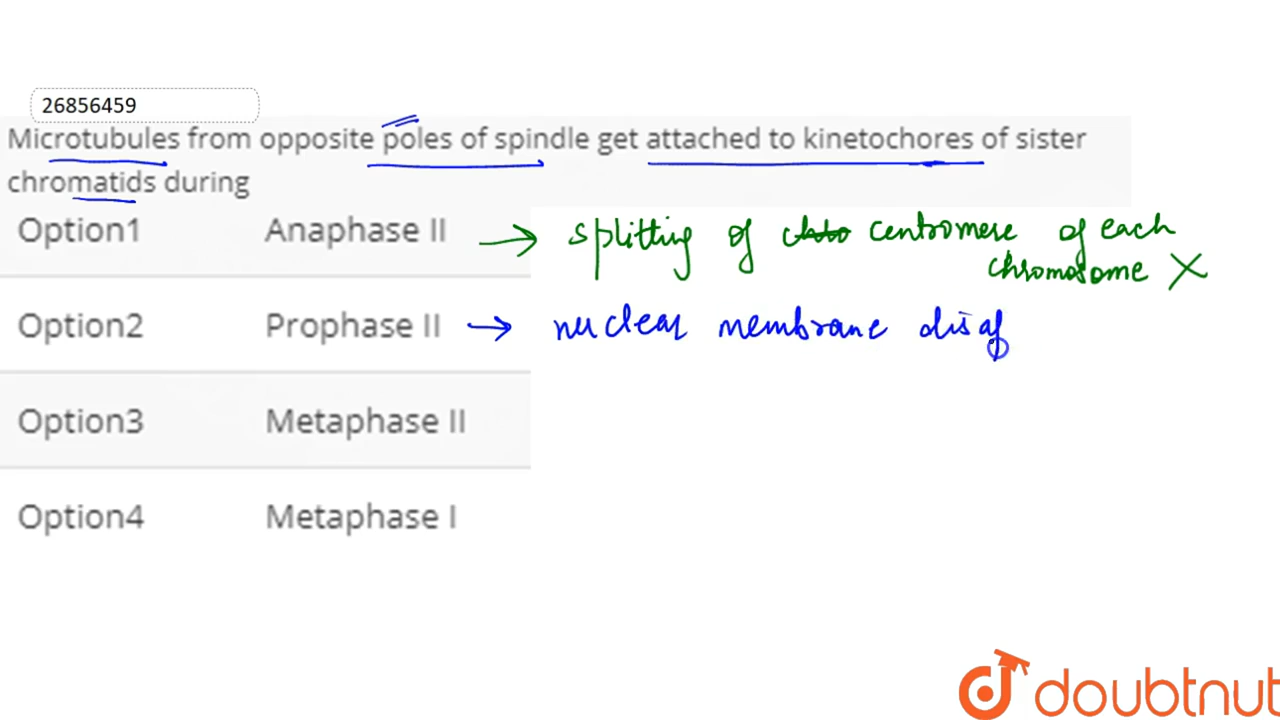 26856459
Microtubules from opposite poles of spindle get attached to kinetochores of sister
chromatids during
Option1 Anaphase II → splitting of centromere of each
chromosome X
Option2 Prophase II → nuclear membrane disap
Option3 Metaphase II
Option4 Metaphase I
doubtnut